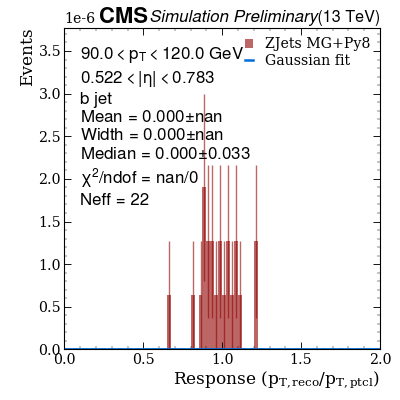 1e-6 CMS Simulation Preliminary (13 TeV)
Events
90.0 < pT < 120.0 GeV
0.522 < |η| < 0.783
b jet
Mean = 0.000±nan
Width = 0.000±nan
Median = 0.000±0.033
χ²/ndof = nan/0
Neff = 22
ZJets MG+Py8
Gaussian fit
3.5
3.0
2.5
2.0
1.5
1.0
0.5
0.0
0.0 0.5 1.0 1.5 2.0
Response (pT,reco/pT,ptcl)